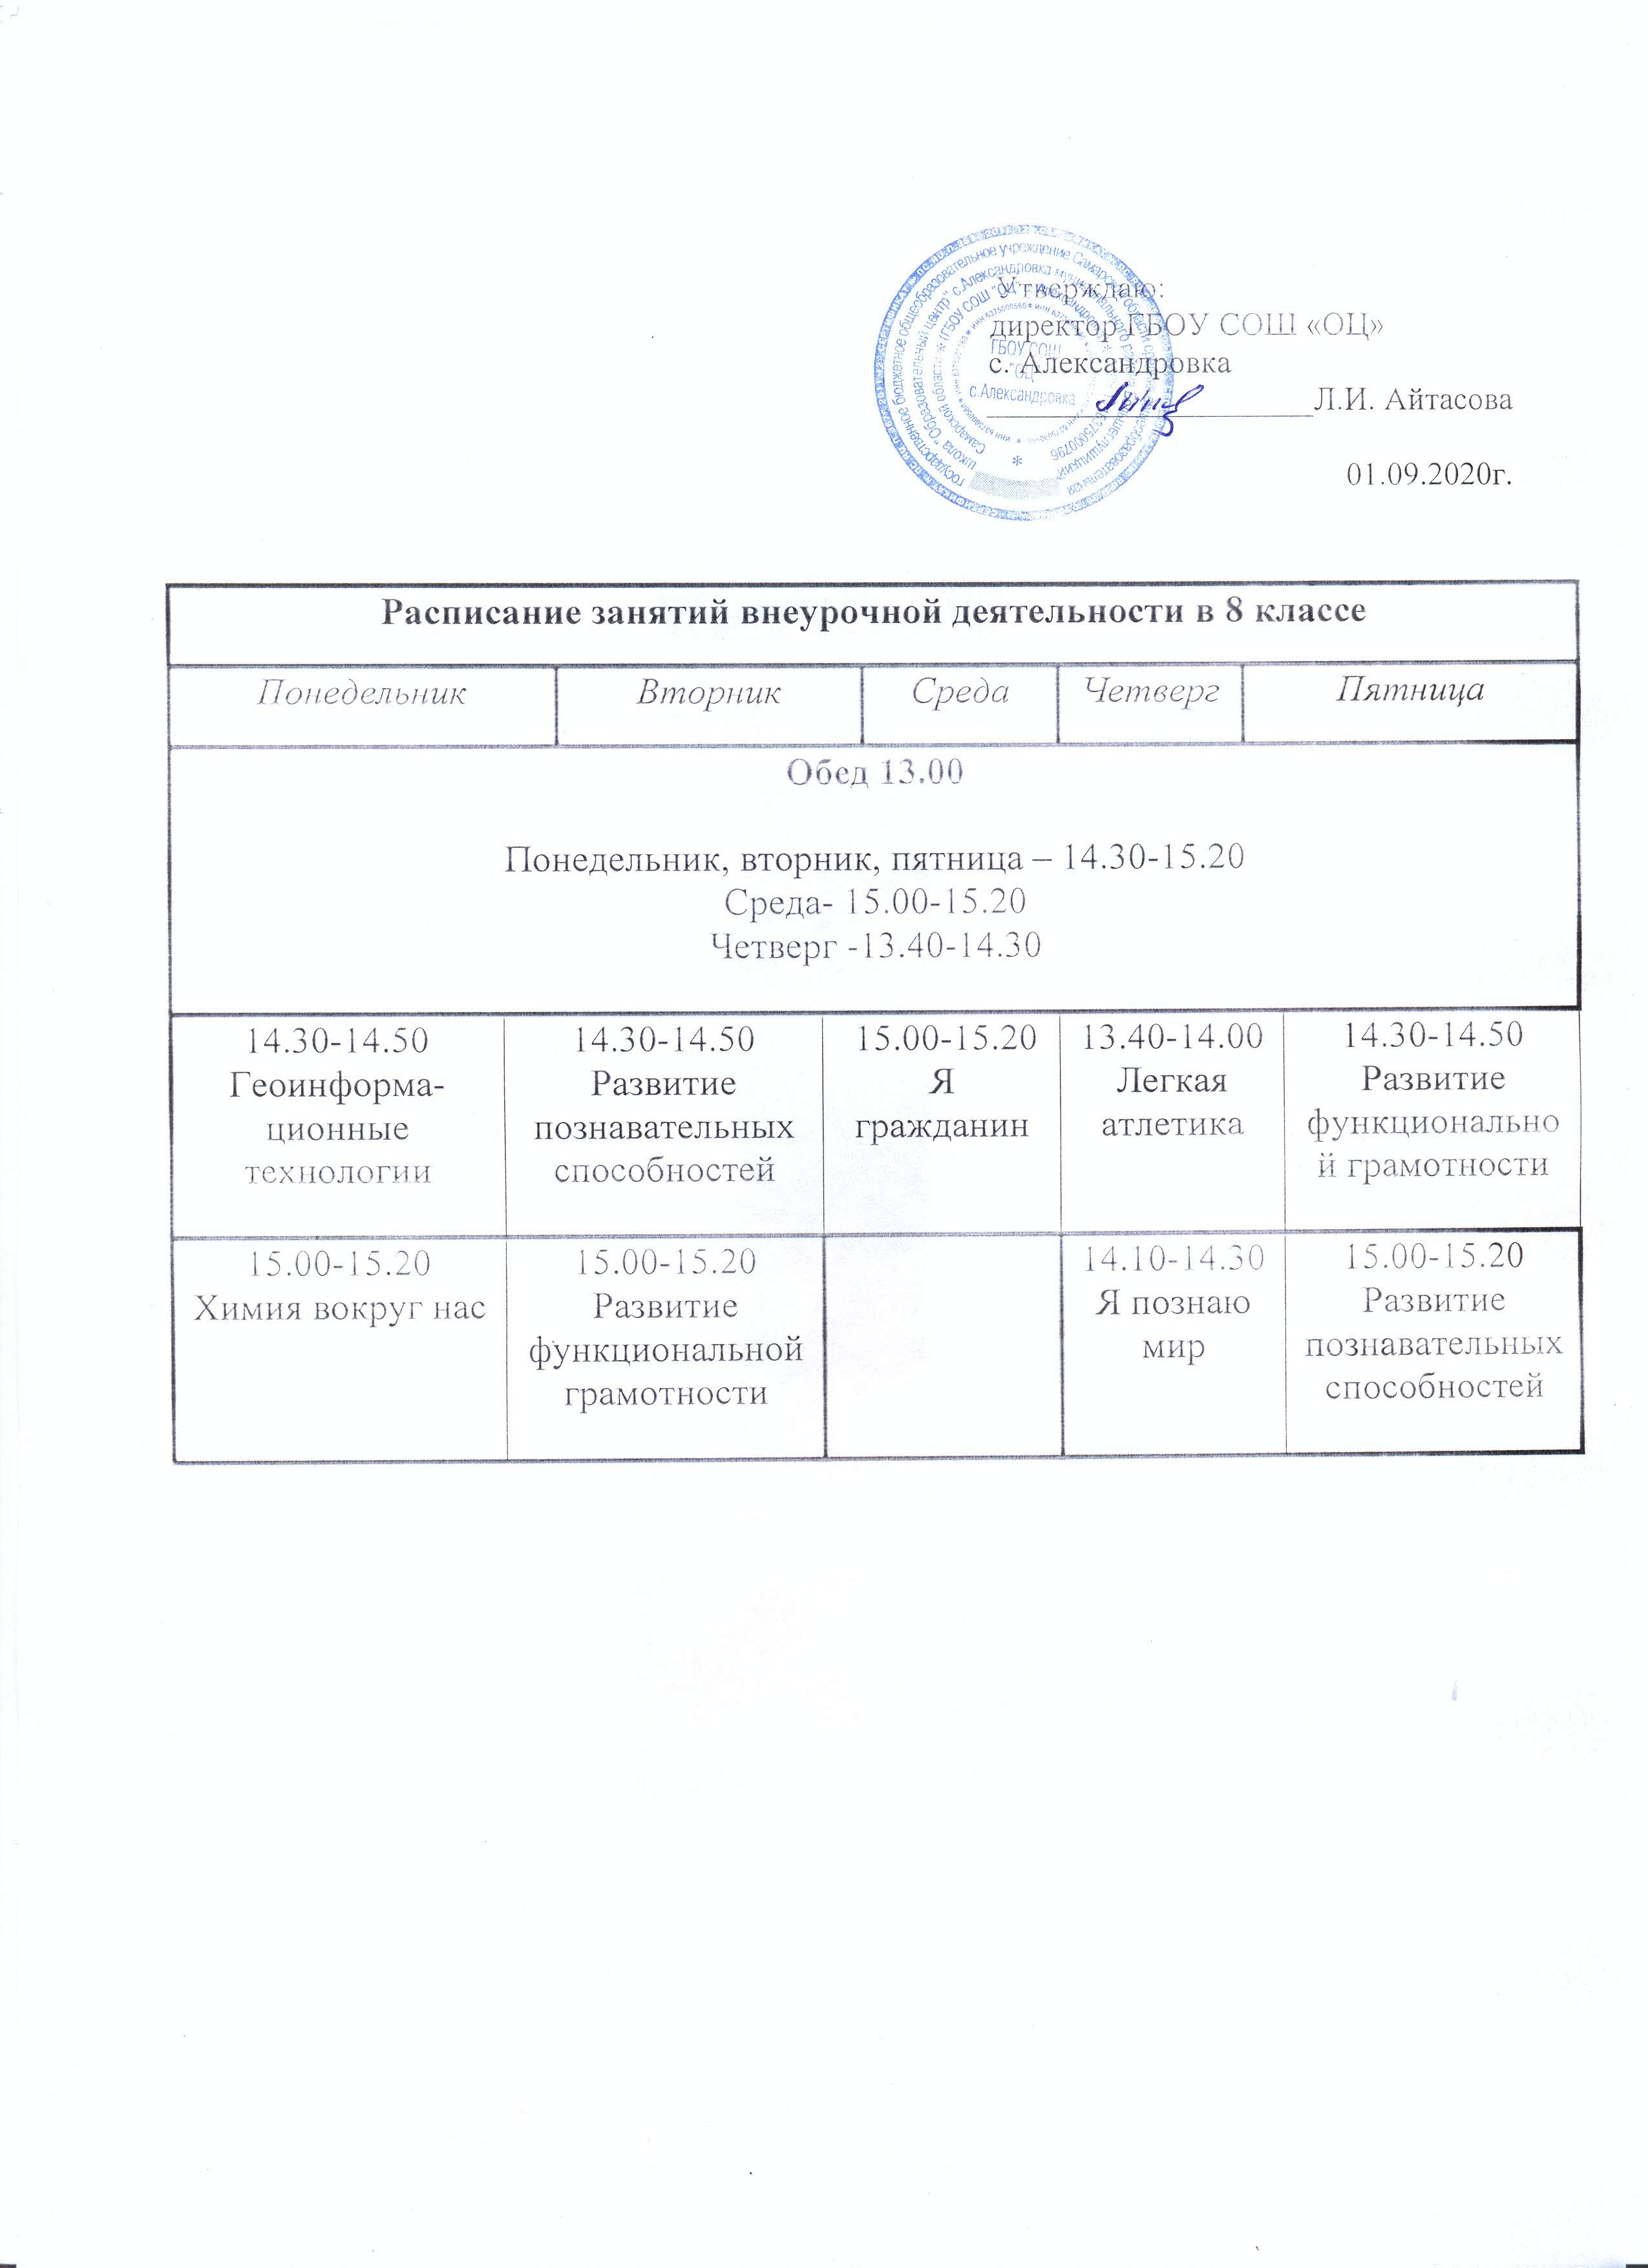 Утверждаю:
директор ГБОУ СОШ «ОЦ»
с. Александровка
Л.И. Айтасова
01.09.2020г.
ГБОУ СОШ
"ОЦ"
с.Александровка
Расписание занятий внеурочной деятельности в 8 классе
Понедельник Вторник Среда Четверг Пятница
Обед 13.00
Понедельник, вторник, пятница – 14.30-15.20
Среда- 15.00-15.20
Четверг -13.40-14.30
14.30-14.50
Геоинформа-
ционные
технологии
14.30-14.50
Развитие
познавательных
способностей
15.00-15.20
Я
гражданин
13.40-14.00
Легкая
атлетика
14.30-14.50
Развитие
функционально
й грамотности
15.00-15.20
Химия вокруг нас
15.00-15.20
Развитие
функциональной
грамотности
14.10-14.30
Я познаю
мир
15.00-15.20
Развитие
познавательных
способностей